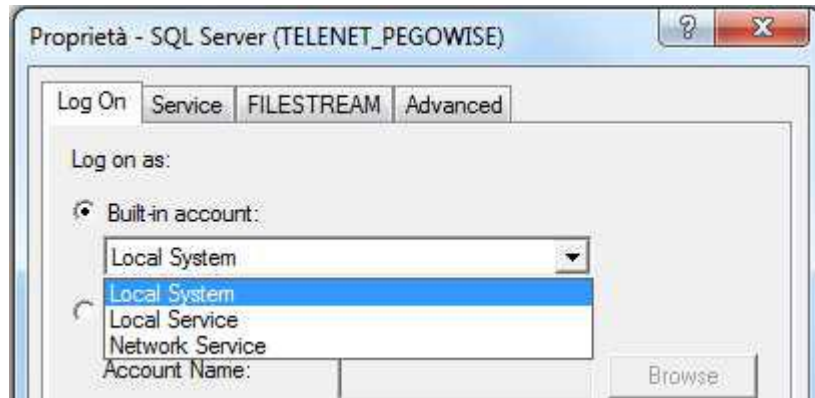 Proprietà - SQL Server (TELENET_PEGOWISE)
Log On Service FILESTREAM Advanced
Log on as:
Built-in account:
Local System
Local System
Local Service
Network Service
Account Name:
Browse